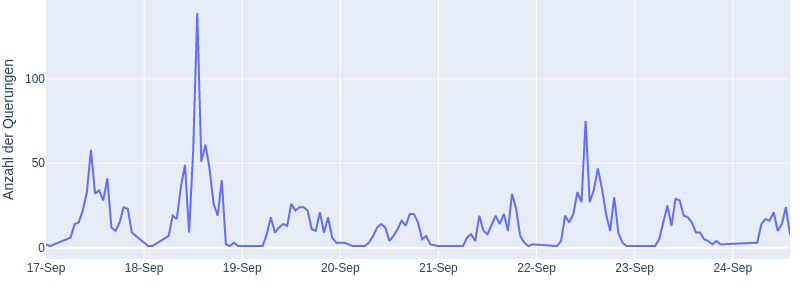 Anzahl der Querungen
100
50
0
17-Sep
18-Sep
19-Sep
20-Sep
21-Sep
22-Sep
23-Sep
24-Sep